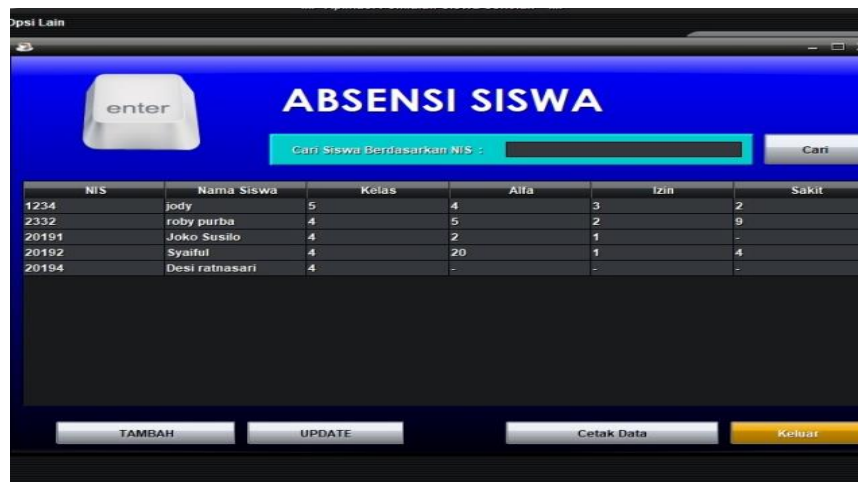 Opsi Lain
enter
ABSENSI SISWA
Cari Siswa Berdasarkan NIS :
Cari
NIS Nama Siswa Kelas Alfa Izin Sakit
1234 jody 5 4 3 2
2332 roby purba 4 5 2 9
20191 Joko Susilo 4 2 1 -
20192 Syaiful 4 20 1 4
20194 Desi ratnasari 4 - - -
TAMBAH UPDATE Cetak Data Keluar